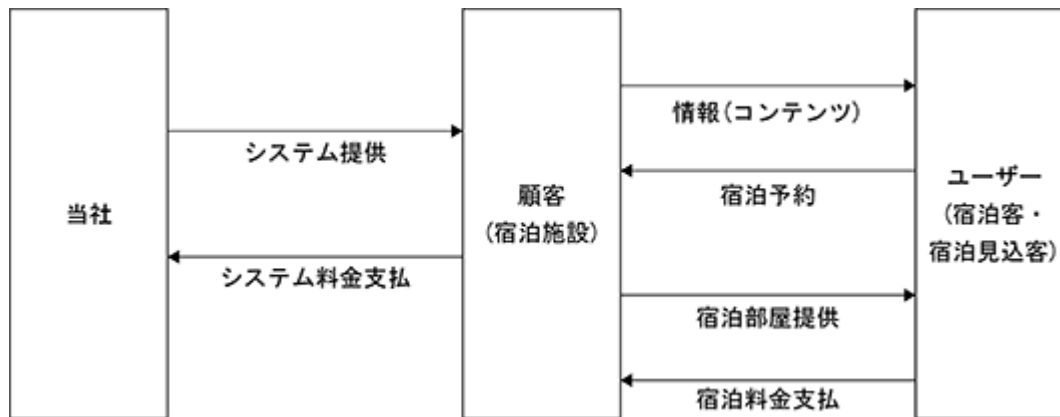 当社
システム提供
システム料金支払
顧客
(宿泊施設)
情報(コンテンツ)
宿泊予約
宿泊部屋提供
宿泊料金支払
ユーザー
(宿泊客・
宿泊見込客)